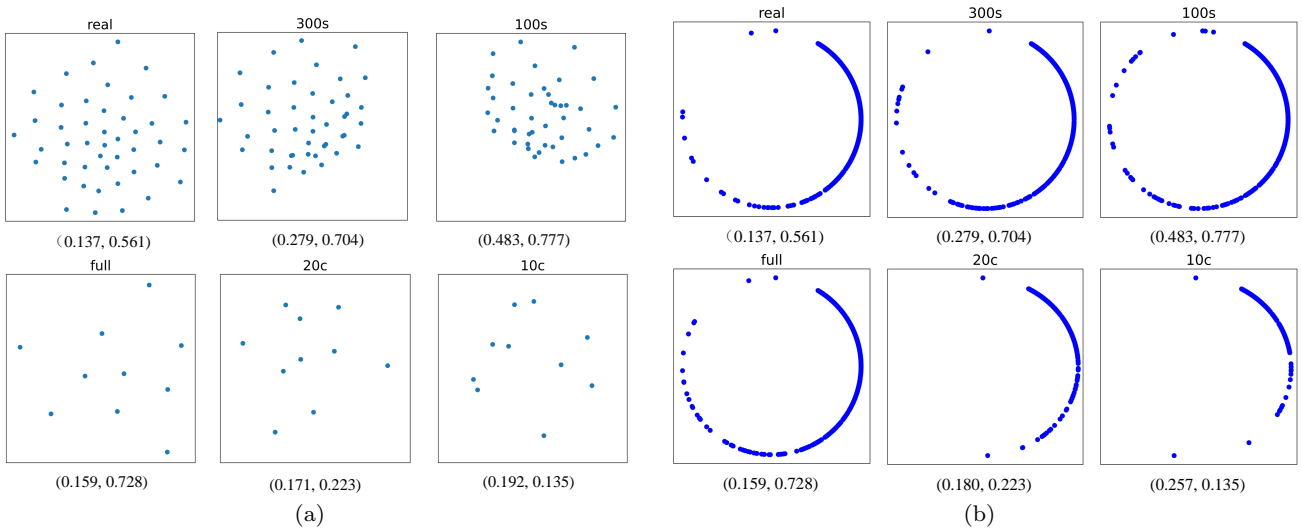 real 300s 100s
（0.137, 0.561) (0.279, 0.704) (0.483, 0.777)
full 20c 10c
(0.159, 0.728) (0.171, 0.223) (0.192, 0.135)
(a)
real 300s 100s
（0.137, 0.561) (0.279, 0.704) (0.483, 0.777)
full 20c 10c
(0.159, 0.728) (0.180, 0.223) (0.257, 0.135)
(b)